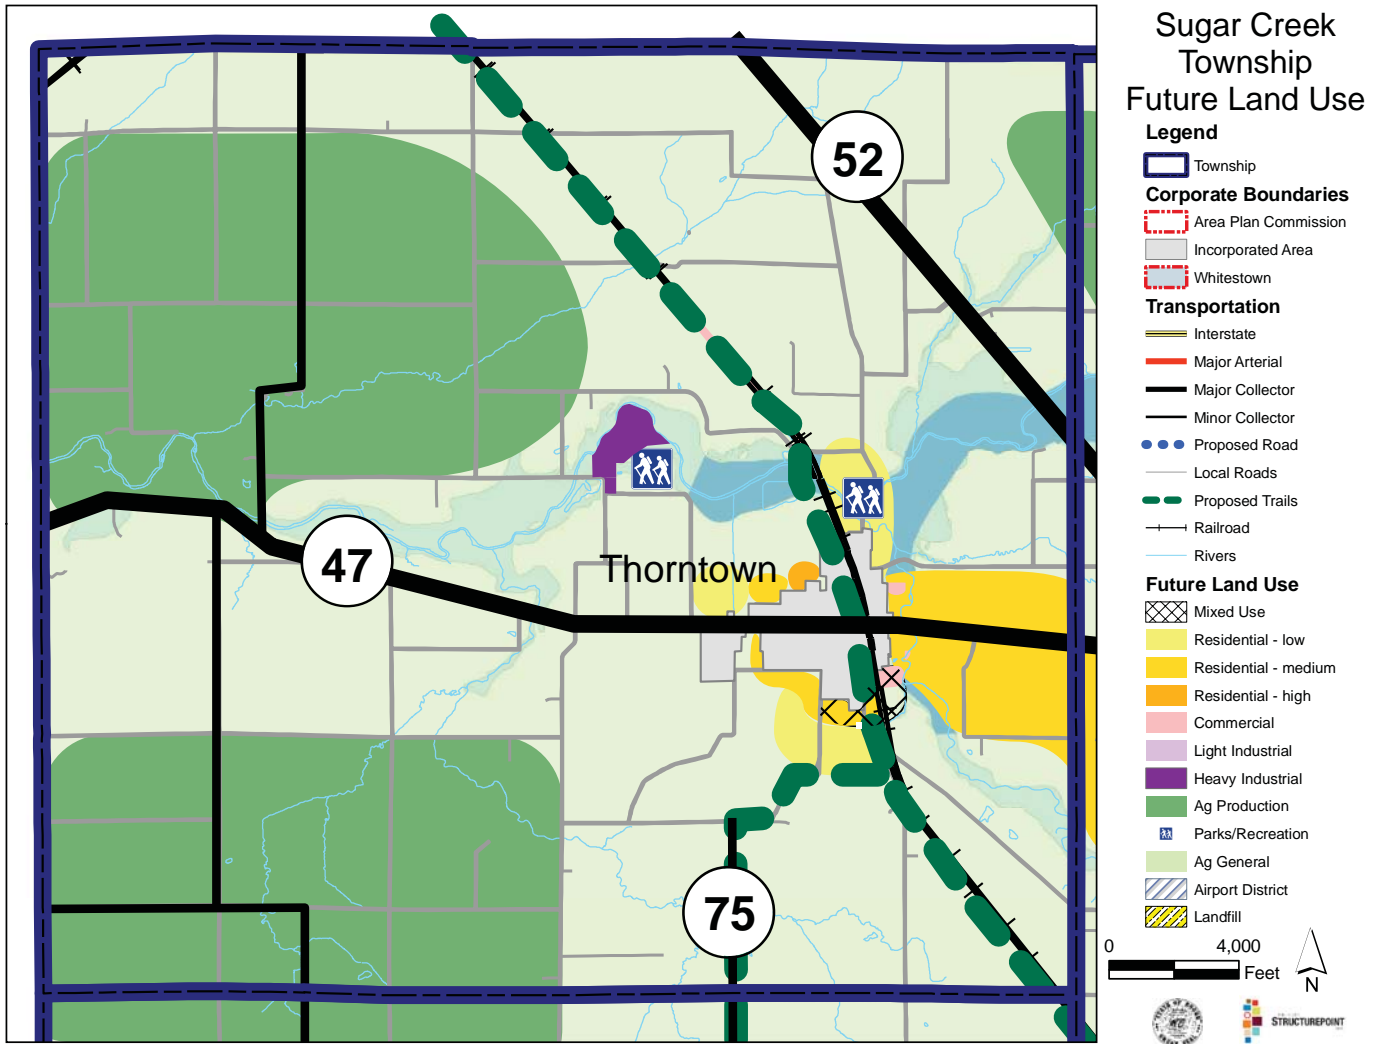 Sugar Creek
Township
Future Land Use
Legend
Township
Corporate Boundaries
Area Plan Commission
Incorporated Area
Whitestown
Transportation
Interstate
Major Arterial
Major Collector
Minor Collector
Proposed Road
Local Roads
Proposed Trails
Railroad
Rivers
Future Land Use
Mixed Use
Residential - low
Residential - medium
Residential - high
Commercial
Light Industrial
Heavy Industrial
Ag Production
Parks/Recreation
Ag General
Airport District
Landfill
0 4,000
Feet
N
STRUCTUREPOINT
52
47
Thorntown
75